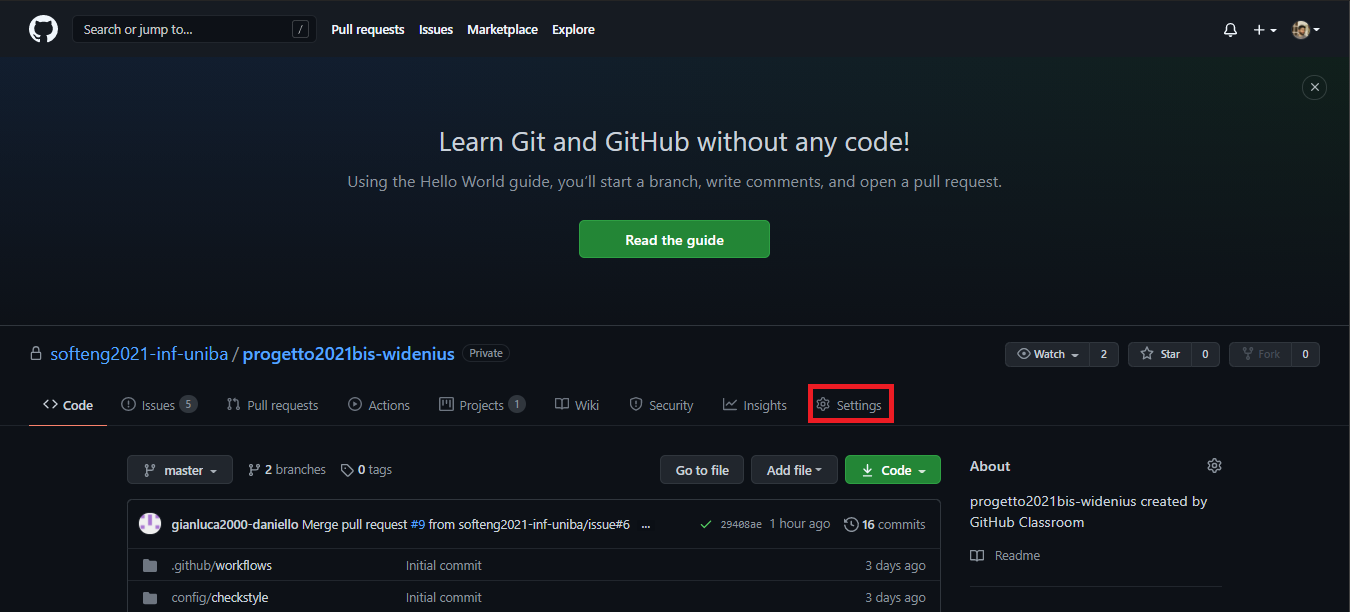 Search or jump to... /
Pull requests Issues Marketplace Explore
Learn Git and GitHub without any code!
Using the Hello World guide, you’ll start a branch, write comments, and open a pull request.
Read the guide
softeng2021-inf-uniba / progetto2021bis-widenius Private
Watch 2 Star 0 Fork 0
<> Code Issues 5 Pull requests Actions Projects 1 Wiki Security Insights Settings
master 2 branches 0 tags Go to file Add file Code
gianluca2000-daniello Merge pull request #9 from softeng2021-inf-uniba/issue#6 ... 29408ae 1 hour ago 16 commits
.github/workflows Initial commit 3 days ago
config/checkstyle Initial commit 3 days ago
About
progetto2021bis-widenius created by
GitHub Classroom
Readme